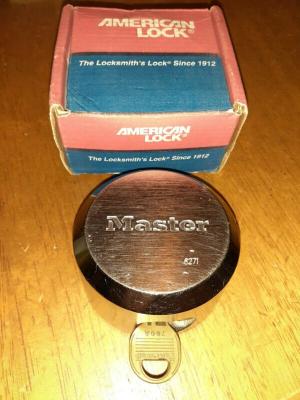 AMERICAN
LOCK®
The Locksmith's Lock® Since 1912
AMERICAN
LOCK®
The Locksmith's Lock® Since 1912
Master
6271